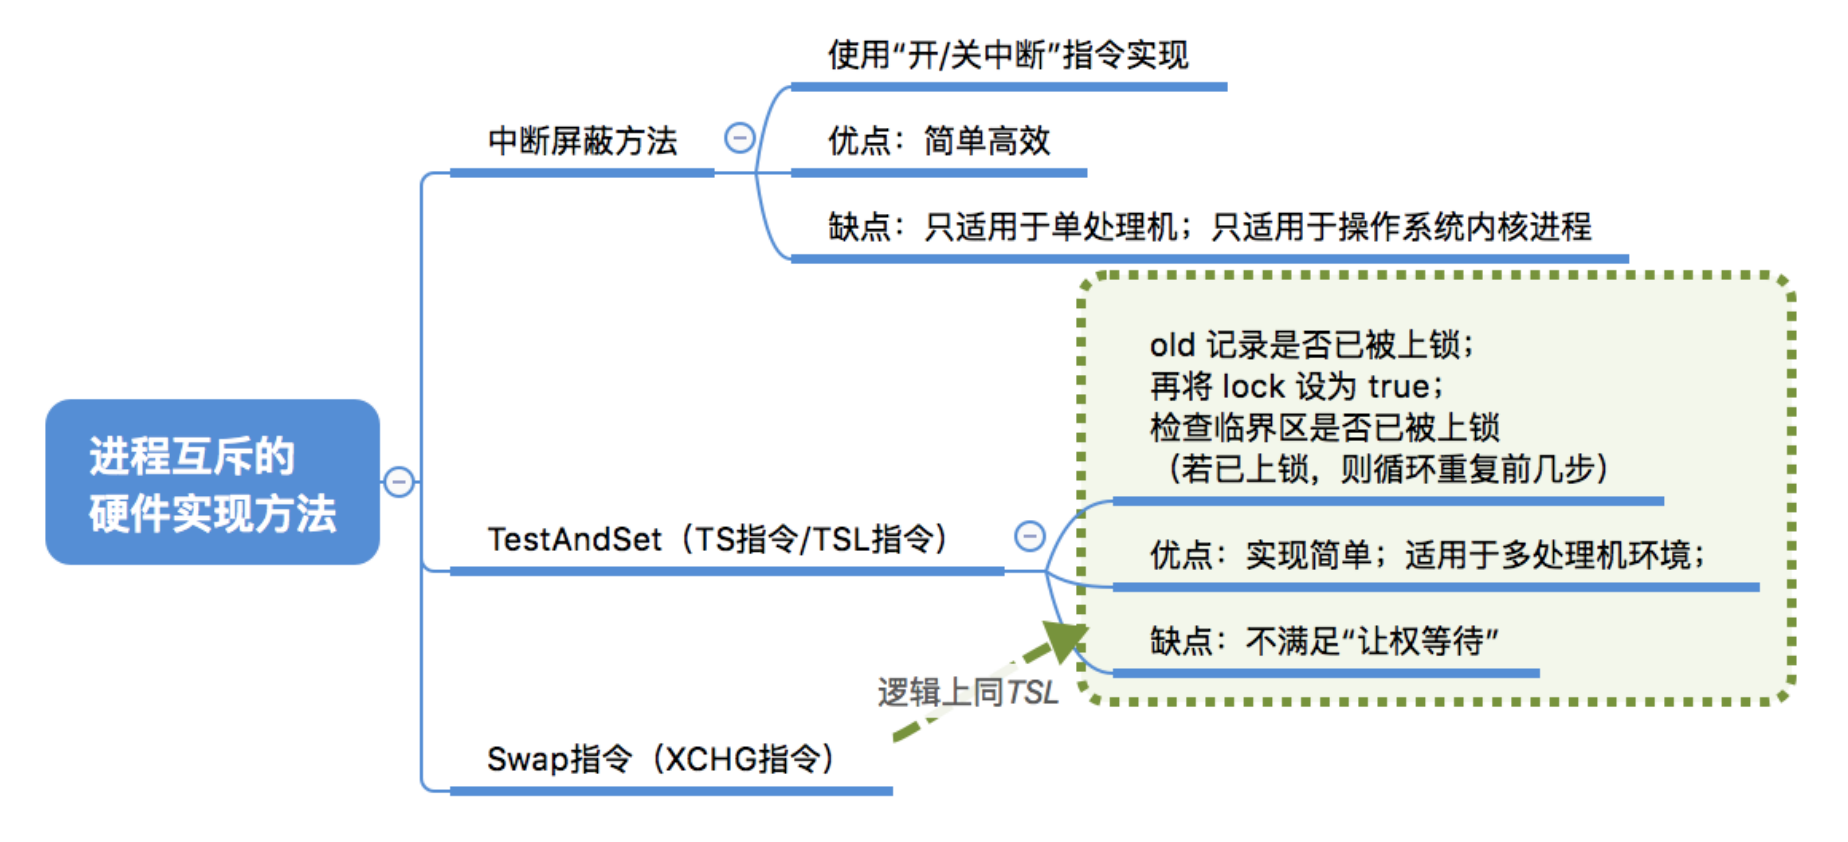 进程互斥的
硬件实现方法
中断屏蔽方法
使用“开/关中断”指令实现
优点：简单高效
缺点：只适用于单处理机；只适用于操作系统内核进程
TestAndSet（TS指令/TSL指令）
old 记录是否已被上锁；
再将 lock 设为 true；
检查临界区是否已被上锁
（若已上锁，则循环重复前几步）
优点：实现简单；适用于多处理机环境；
缺点：不满足“让权等待”
逻辑上同TSL
Swap指令（XCHG指令）